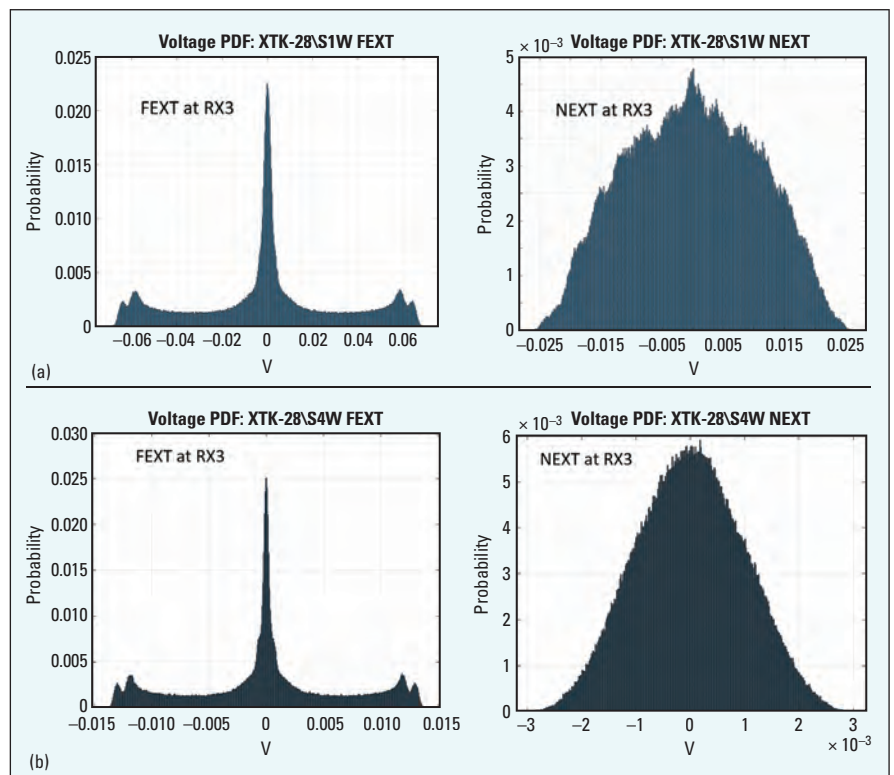 Voltage PDF: XTK-28\S1W FEXT
0.025
0.020
0.015
0.010
0.005
0
Probability
FEXT at RX3
−0.06 −0.04 −0.02 0 0.02 0.04 0.06
V
(a)
Voltage PDF: XTK-28\S1W NEXT
× 10−3
5
4
3
2
1
0
Probability
NEXT at RX3
−0.025 −0.015 −0.005 0.005 0.015 0.025
V
Voltage PDF: XTK-28\S4W FEXT
0.030
0.025
0.020
0.015
0.010
0.005
0
Probability
FEXT at RX3
−0.015 −0.010 −0.005 0 0.005 0.010 0.015
V
(b)
Voltage PDF: XTK-28\S4W NEXT
× 10−3
6
5
4
3
2
1
0
Probability
NEXT at RX3
−3 −2 −1 0 1 2 3
V
× 10−3